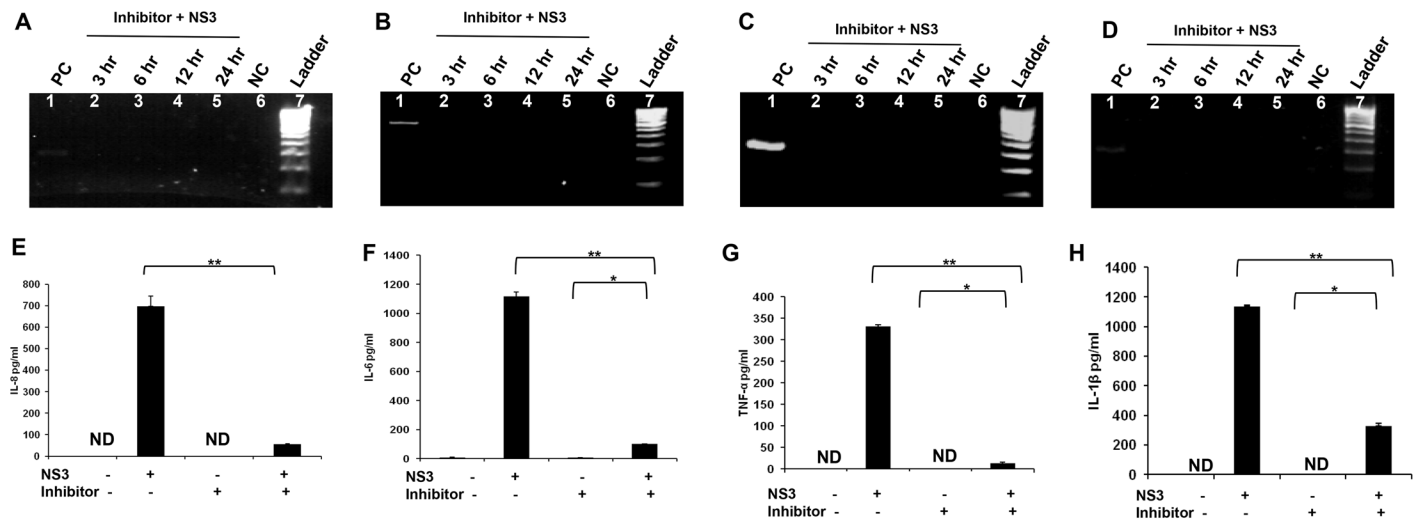 A
Inhibitor + NS3
PC 3 hr 6 hr 12 hr 24 hr NC Ladder
1 2 3 4 5 6 7
B
Inhibitor + NS3
PC 3 hr 6 hr 12 hr 24 hr NC Ladder
1 2 3 4 5 6 7
C
Inhibitor + NS3
PC 3 hr 6 hr 12 hr 24 hr NC Ladder
1 2 3 4 5 6 7
D
Inhibitor + NS3
PC 3 hr 6 hr 12 hr 24 hr NC Ladder
1 2 3 4 5 6 7
E
**
IL-8 pg/ml
800
700
600
500
400
300
200
100
0
ND ND
NS3 - + - +
Inhibitor - - + +
F
**
*
IL-6 pg/ml
1400
1200
1000
800
600
400
200
0
NS3 - + - +
Inhibitor - - + +
G
**
*
TNF-α pg/ml
400
350
300
250
200
150
100
50
0
ND ND
NS3 - + - +
Inhibitor - - + +
H
**
*
IL-1β pg/ml
1400
1200
1000
800
600
400
200
0
ND ND
NS3 - + - +
Inhibitor - - + +